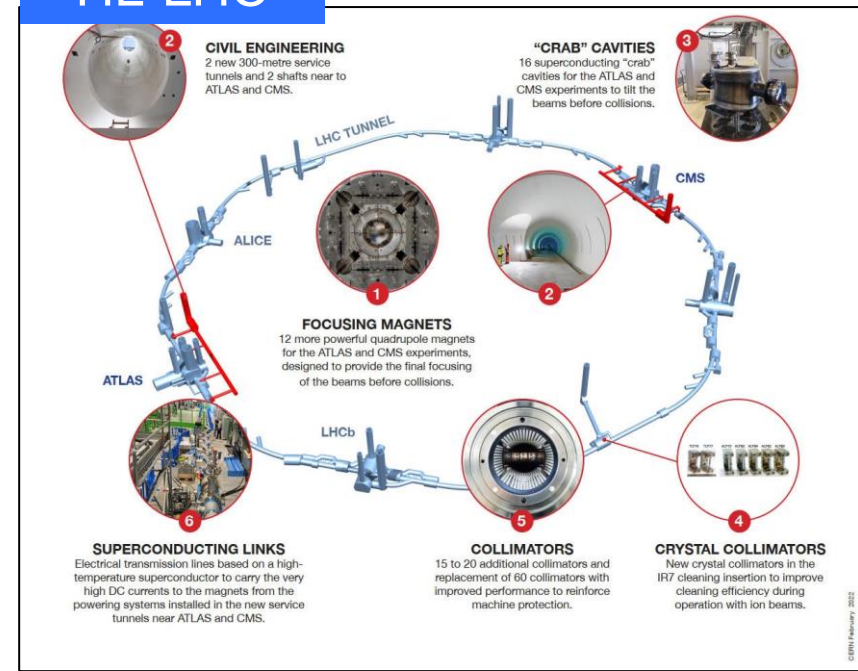 HL-LHC
2
CIVIL ENGINEERING
2 new 300-metre service
tunnels and 2 shafts near to
ATLAS and CMS.
“CRAB” CAVITIES
16 superconducting “crab”
cavities for the ATLAS and
CMS experiments to tilt the
beams before collisions.
3
LHC TUNNEL
CMS
ALICE
1
2
FOCUSING MAGNETS
12 more powerful quadrupole magnets
for the ATLAS and CMS experiments,
designed to provide the final focusing
of the beams before collisions.
ATLAS
LHCb
6
5
4
SUPERCONDUCTING LINKS
Electrical transmission lines based on a high-
temperature superconductor to carry the very
high DC currents to the magnets from the
powering systems installed in the new service
tunnels near ATLAS and CMS.
COLLIMATORS
15 to 20 additional collimators and
replacement of 60 collimators with
improved performance to reinforce
machine protection.
CRYSTAL COLLIMATORS
New crystal collimators in the
IR7 cleaning insertion to improve
cleaning efficiency during
operation with ion beams.
CERN February 2022